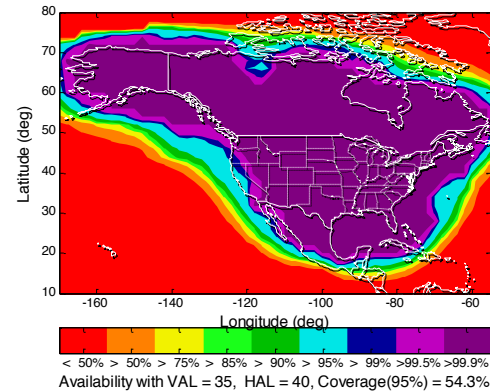 80
70
60
50
40
30
20
10
Latitude (deg)
-160 -140 -120 -100 -80 -60
Longitude (deg)
< 50% > 50% > 75% > 85% > 90% > 95% > 99% >99.5% >99.9%
Availability with VAL = 35, HAL = 40, Coverage(95%) = 54.3%